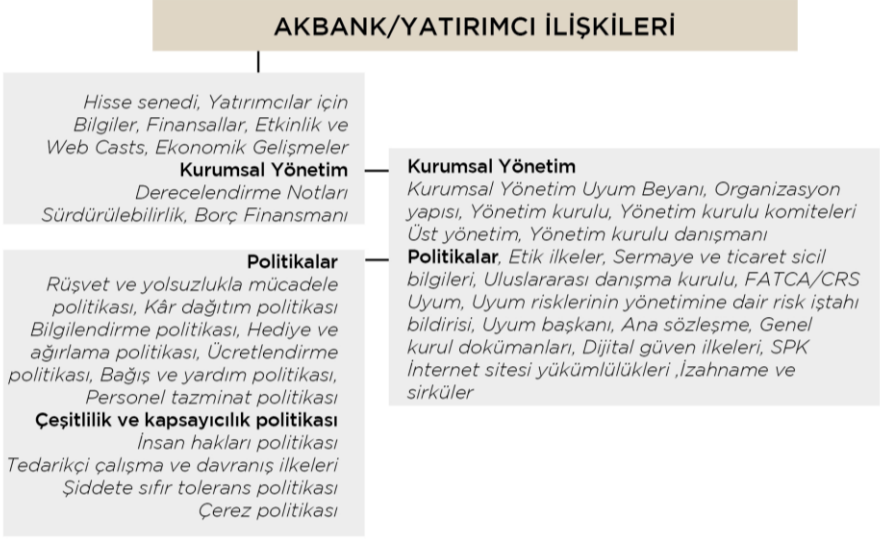 AKBANK/YATIRIMCI İLİŞKİLERİ
Hisse senedi, Yatırımcılar için
Bilgiler, Finansallar, Etkinlik ve
Web Casts, Ekonomik Gelişmeler
Kurumsal Yönetim
Derecelendirme Notları
Sürdürülebilirlik, Borç Finansmanı
Kurumsal Yönetim
Kurumsal Yönetim Uyum Beyanı, Organizasyon
yapısı, Yönetim kurulu, Yönetim kurulu komiteleri
Üst yönetim, Yönetim kurulu danışmanı
Politikalar, Etik ilkeler, Sermaye ve ticaret sicil
bilgileri, Uluslararası danışma kurulu, FATCA/CRS
Uyum, Uyum risklerinin yönetimine dair risk iştahı
bildirisi, Uyum başkanı, Ana sözleşme, Genel
kurul dokümanları, Dijital güven ilkeleri, SPK
İnternet sitesi yükümlülükleri ,İzahname ve
sirküler
Politikalar
Rüşvet ve yolsuzlukla mücadele
politikası, Kâr dağıtım politikası
Bilgilendirme politikası, Hediye ve
ağırlama politikası, Ücretlendirme
politikası, Bağış ve yardım politikası,
Personel tazminat politikası
Çeşitlilik ve kapsayıcılık politikası
İnsan hakları politikası
Tedarikçi çalışma ve davranış ilkeleri
Şiddete sıfır tolerans politikası
Çerez politikası